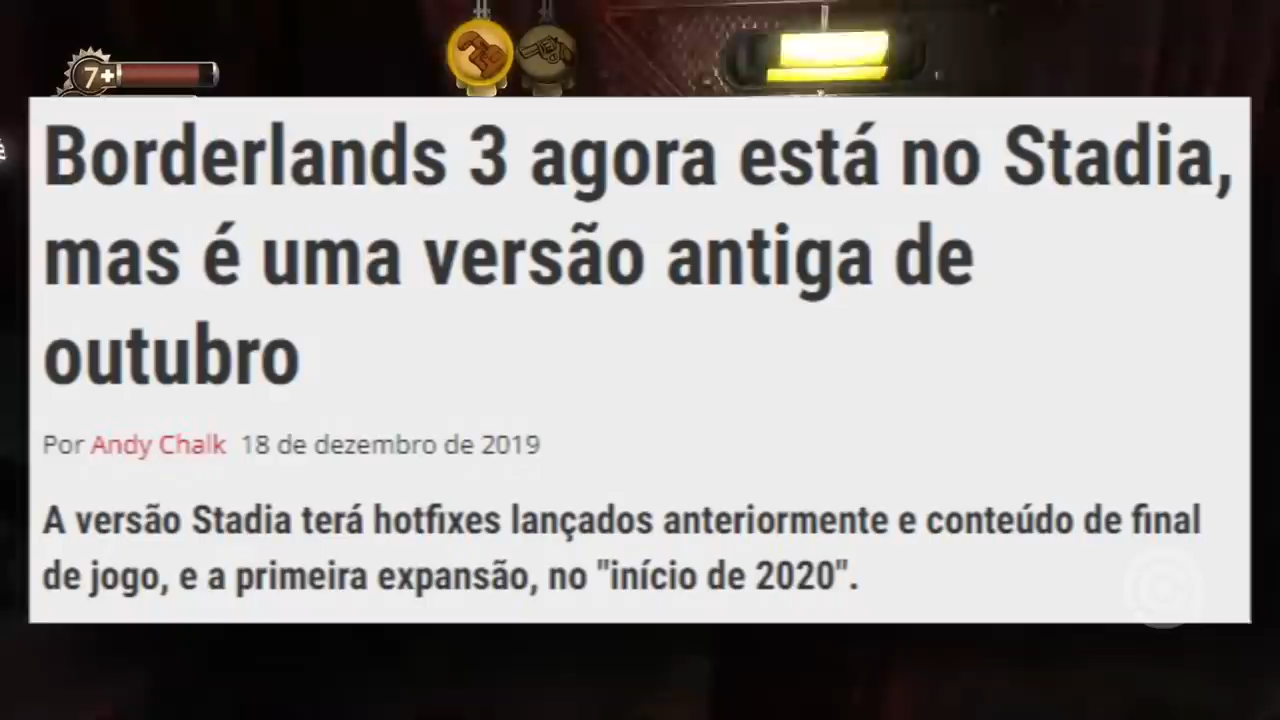 7+
Borderlands 3 agora está no Stadia,
mas é uma versão antiga de
outubro
Por Andy Chalk 18 de dezembro de 2019
A versão Stadia terá hotfixes lançados anteriormente e conteúdo de final
de jogo, e a primeira expansão, no "início de 2020".